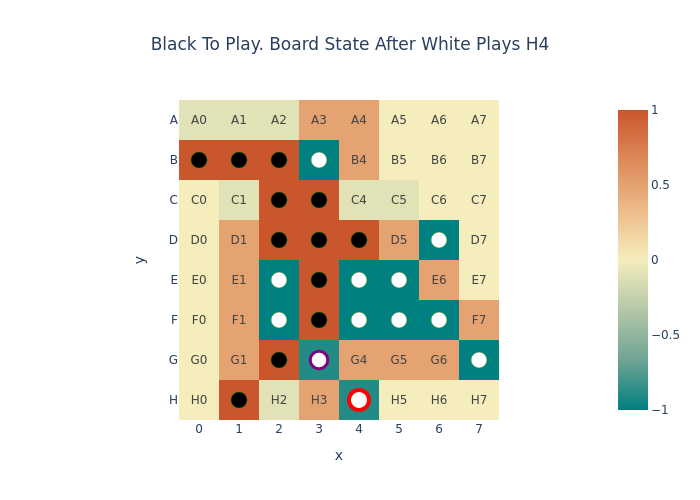 Black To Play. Board State After White Plays H4
A A0 A1 A2 A3 A4 A5 A6 A7
B B4 B5 B6 B7
C C0 C1 C4 C5 C6 C7
D D0 D1 D5 D7
E E0 E1 E6 E7
F F0 F1 F7
G G0 G1 G4 G5 G6
H H0 H2 H3 H5 H6 H7
0 1 2 3 4 5 6 7
x
y
1
0.5
0
−0.5
−1